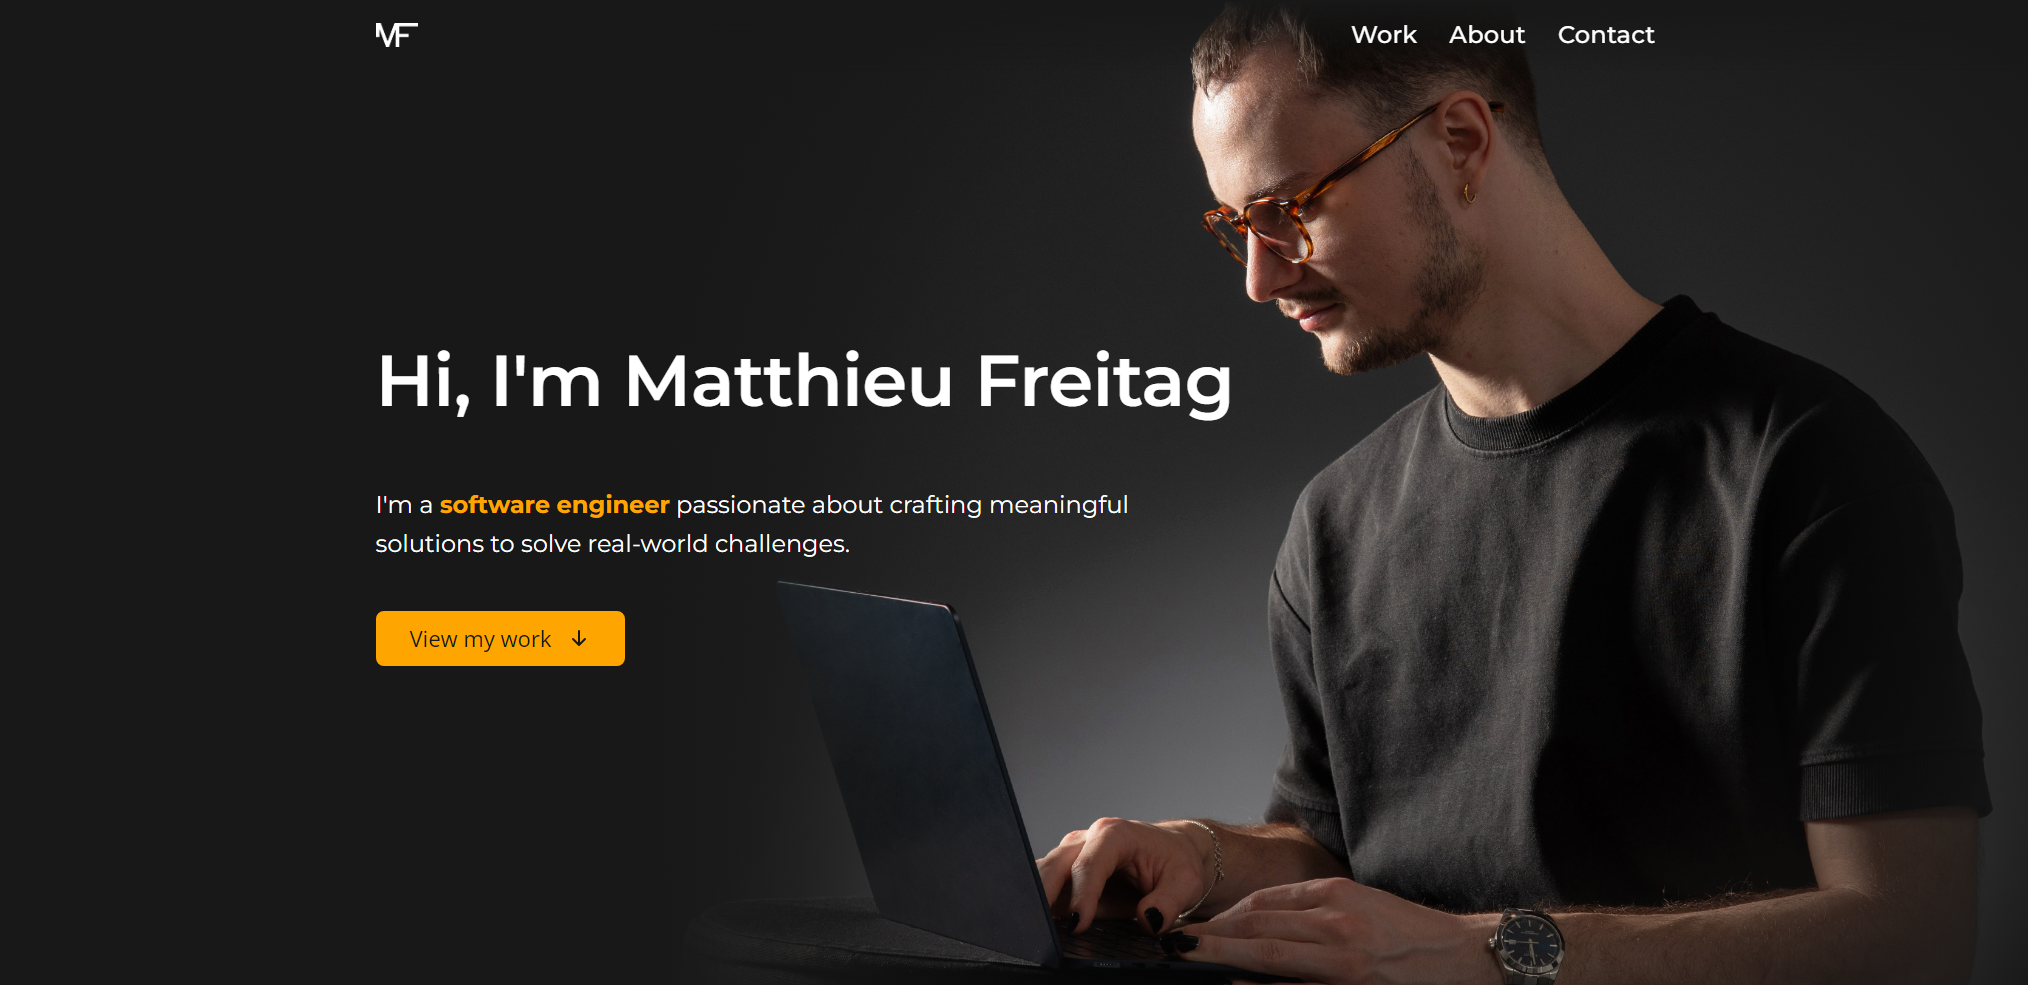 MF
Work About Contact
Hi, I'm Matthieu Freitag
I'm a software engineer passionate about crafting meaningful
solutions to solve real-world challenges.
View my work ↓